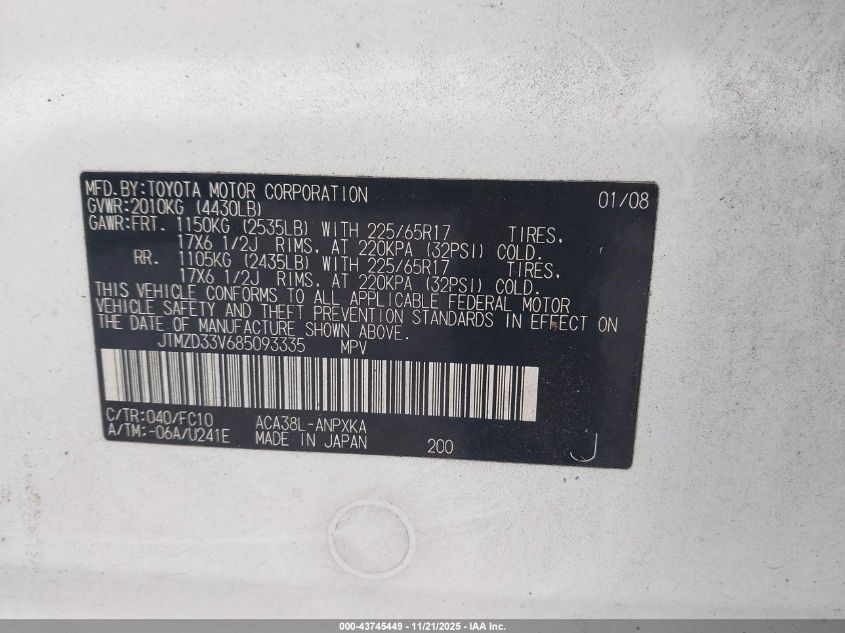 MFD.BY:TOYOTA MOTOR CORPORATION 01/08
GVWR:2010KG (4430LB)
GAWR:FRT. 1150KG (2535LB) WITH 225/65R17 TIRES,
17X6 1/2J RIMS, AT 220KPA (32PSI) COLD.
RR. 1105KG (2435LB) WITH 225/65R17 TIRES,
17X6 1/2J RIMS, AT 220KPA (32PSI) COLD.
THIS VEHICLE CONFORMS TO ALL APPLICABLE FEDERAL MOTOR
VEHICLE SAFETY AND THEFT PREVENTION STANDARDS IN EFFECT ON
THE DATE OF MANUFACTURE SHOWN ABOVE.
JTMZD33V685093335 MPV
C/TR:040/FC10 ACA38L-ANPXKA
A/TM:-06A/U241E MADE IN JAPAN 200 J
000-43745449 - 11/21/2025 - IAA Inc.